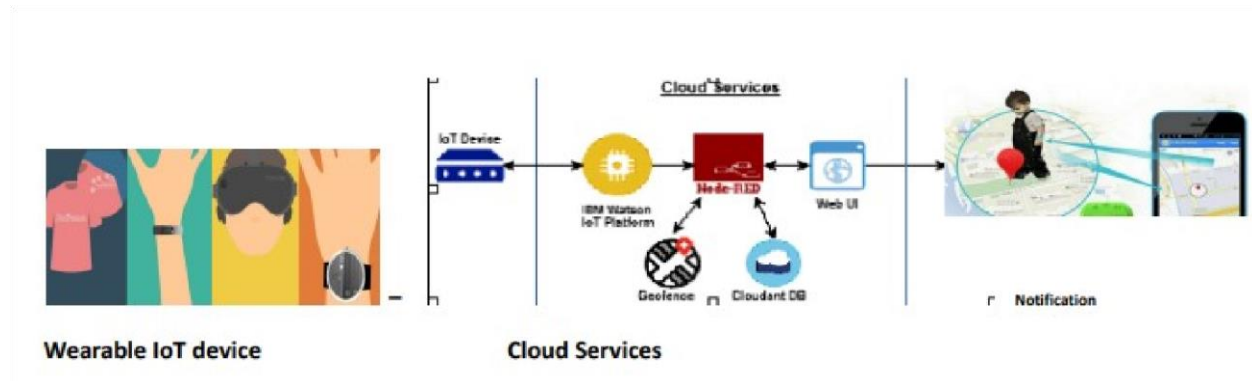 Cloud Services
IoT Device
IBM Watson
IoT Platform
Node-RED
Web UI
Geofence
Cloudant DB
Notification
Wearable IoT device
Cloud Services